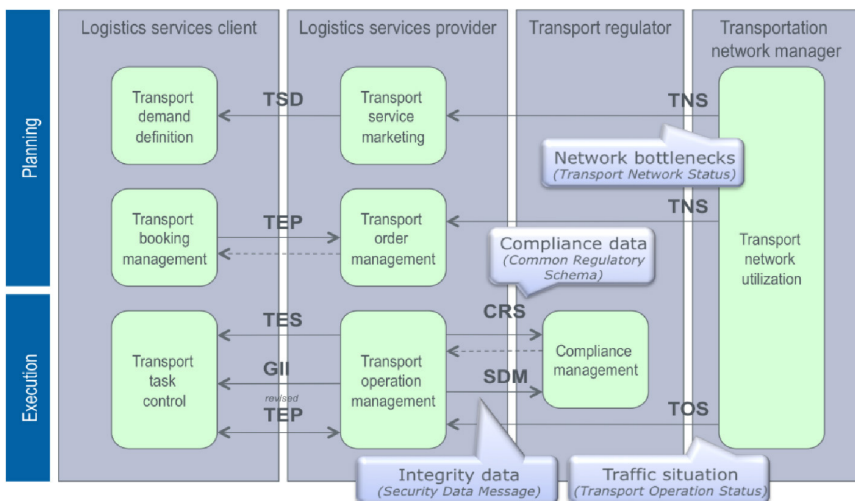 Logistics services client
Logistics services provider
Transport regulator
Transportation
network manager
Planning
Transport
demand
definition
TSD
Transport
service
marketing
TNS
Network bottlenecks
(Transport Network Status)
Transport
booking
management
TEP
Transport
order
management
TNS
Compliance data
(Common Regulatory
Schema)
Transport
network
utilization
Execution
Transport
task
control
TES
GII
revised
TEP
Transport
operation
management
CRS
SDM
Compliance
management
TOS
Integrity data
(Security Data Message)
Traffic situation
(Transport Operation Status)